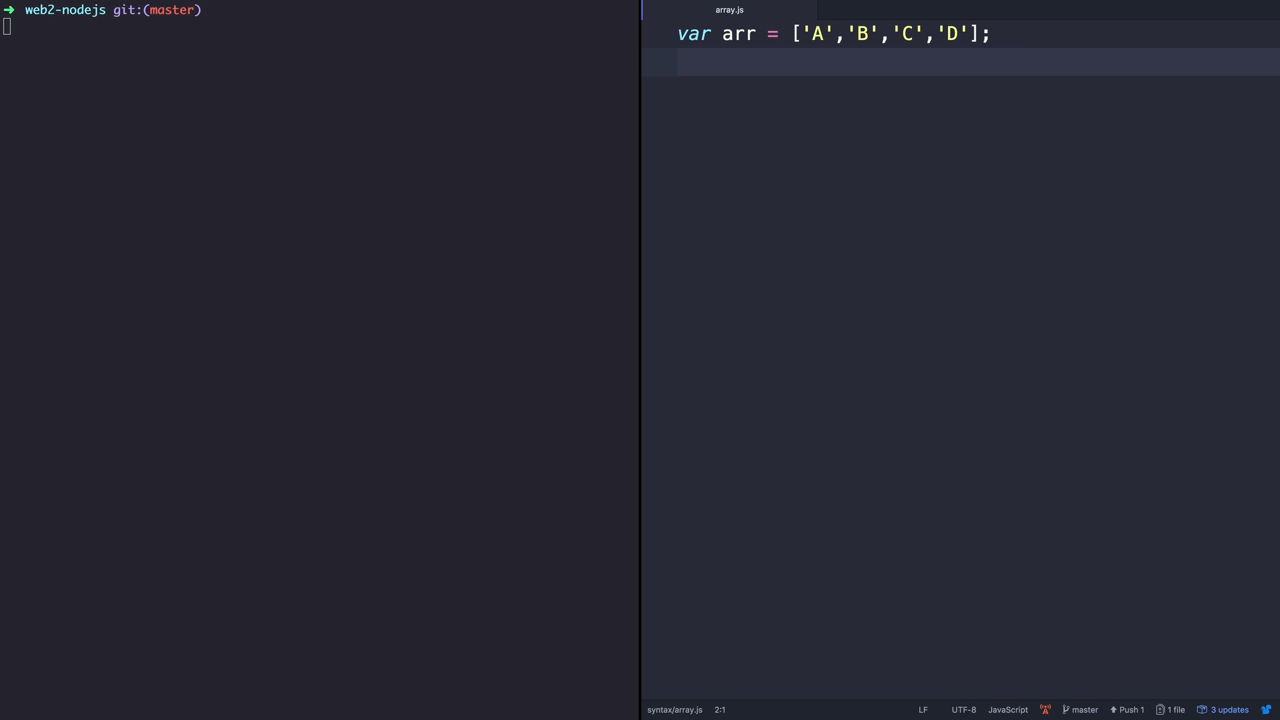 ➜ web2-nodejs git:(master)
array.js
var arr = ['A','B','C','D'];
syntax/array.js 2:1 LF UTF-8 JavaScript master Push 1 1 file 3 updates